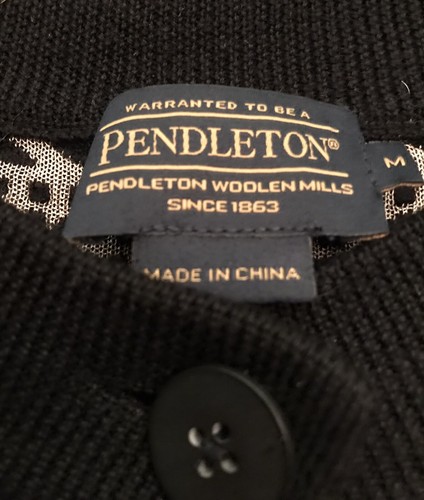 WARRANTED TO BE A
PENDLETON®
M
PENDLETON WOOLEN MILLS
SINCE 1863
MADE IN CHINA